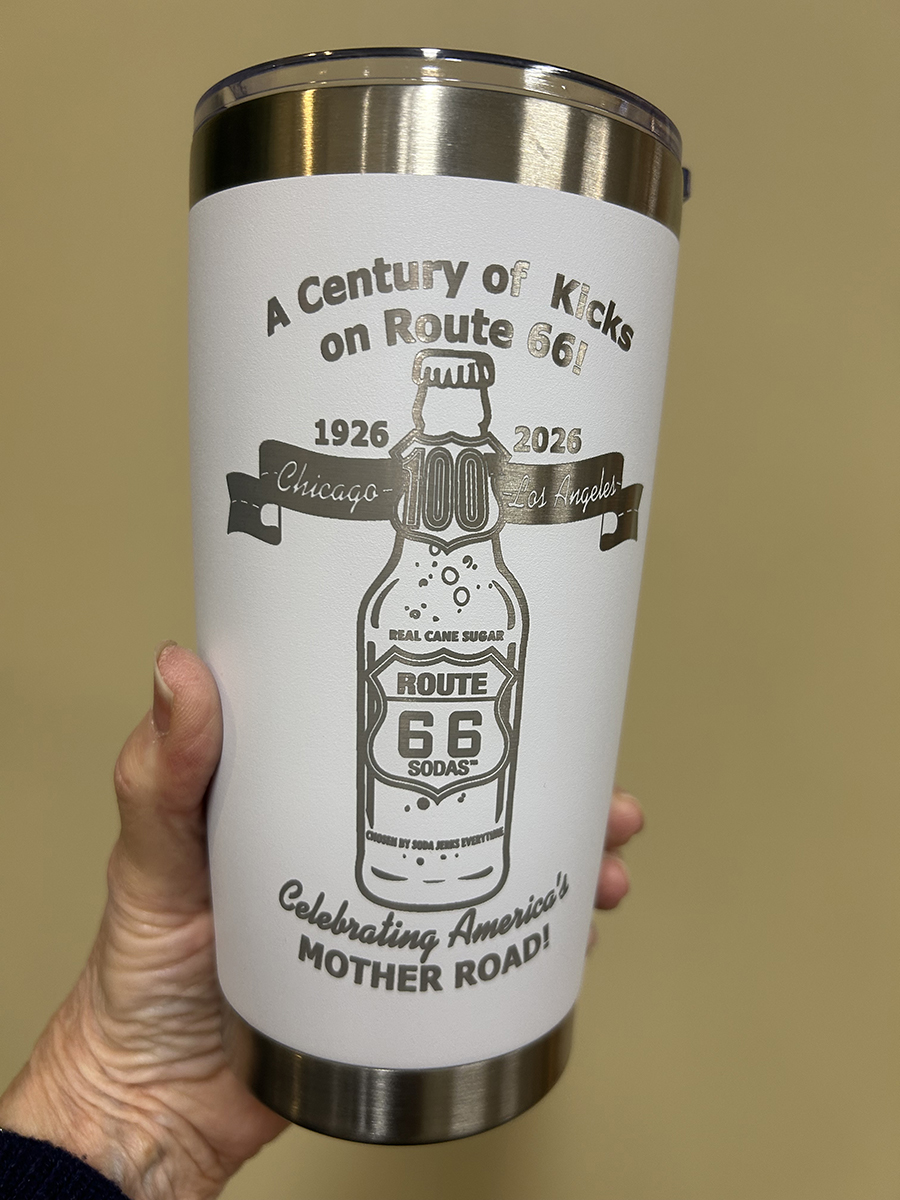 A Century of Kicks
on Route 66!
1926 2026
Chicago 100 Los Angeles
REAL CANE SUGAR
ROUTE
66
SODAS™
CHOSEN BY SODA JERKS EVERYTIME
Celebrating America's
MOTHER ROAD!